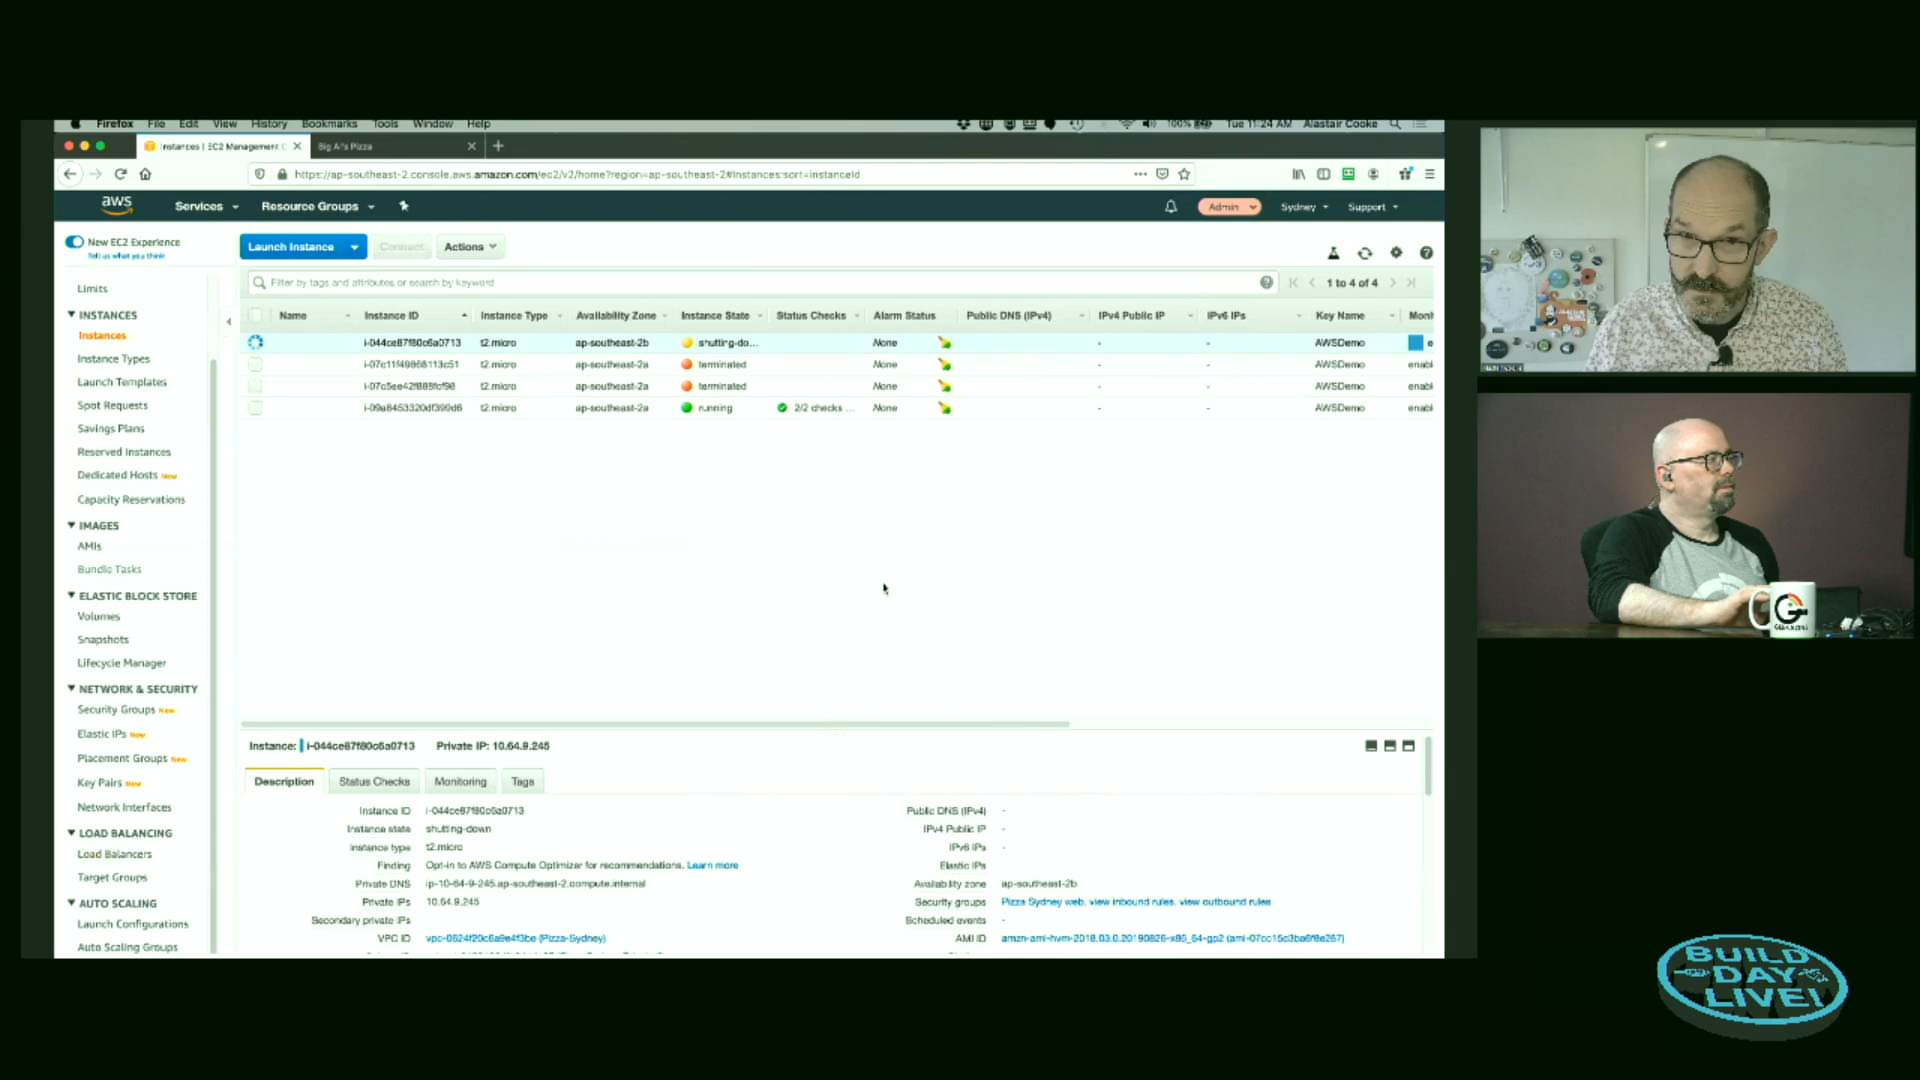 Firefox File Edit View History Bookmarks Tools Window Help 100% Tue 11:24 AM Alastair Cooke
Instances | EC2 Management C Big Al's Pizza
https://ap-southeast-2.console.aws.amazon.com/ec2/v2/home?region=ap-southeast-2#Instances:sort=instanceId
aws Services Resource Groups Admin Sydney Support
New EC2 Experience
Tell us what you think
Launch Instance Connect Actions
Filter by tags and attributes or search by keyword 1 to 4 of 4
Name Instance ID Instance Type Availability Zone Instance State Status Checks Alarm Status Public DNS (IPv4) IPv4 Public IP IPv6 IPs Key Name
i-044ce87f80c6a0713 t2.micro ap-southeast-2b shutting-do... None - - AWSDemo
t2.micro ap-southeast-2a terminated None - - AWSDemo
t2.micro ap-southeast-2a terminated None - - AWSDemo
t2.micro ap-southeast-2a running 2/2 checks ... None - - AWSDemo
Limits
INSTANCES
Instances
Instance Types
Launch Templates
Spot Requests
Savings Plans
Reserved Instances
Dedicated Hosts New
Capacity Reservations
IMAGES
AMIs
Bundle Tasks
ELASTIC BLOCK STORE
Volumes
Snapshots
Lifecycle Manager
NETWORK & SECURITY
Security Groups New
Elastic IPs New
Placement Groups New
Key Pairs New
Network Interfaces
LOAD BALANCING
Load Balancers
Target Groups
AUTO SCALING
Launch Configurations
Auto Scaling Groups
Instance: i-044ce87f80c6a0713 Private IP: 10.64.9.245
Description Status Checks Monitoring Tags
Instance ID i-044ce87f80c6a0713
Instance state shutting-down
Instance type t2.micro
Finding Opt-in to AWS Compute Optimizer for recommendations. Learn more
Private DNS ip-10-64-9-245.ap-southeast-2.compute.internal
Private IPs 10.64.9.245
Secondary private IPs
VPC ID (Pizza-Sydney)
Public DNS (IPv4) -
IPv4 Public IP -
IPv6 IPs -
Elastic IPs
Availability zone ap-southeast-2b
Security groups Pizza Sydney web. view inbound rules. view outbound rules
Scheduled events -
AMI ID
BUILD
DAY
LIVE!